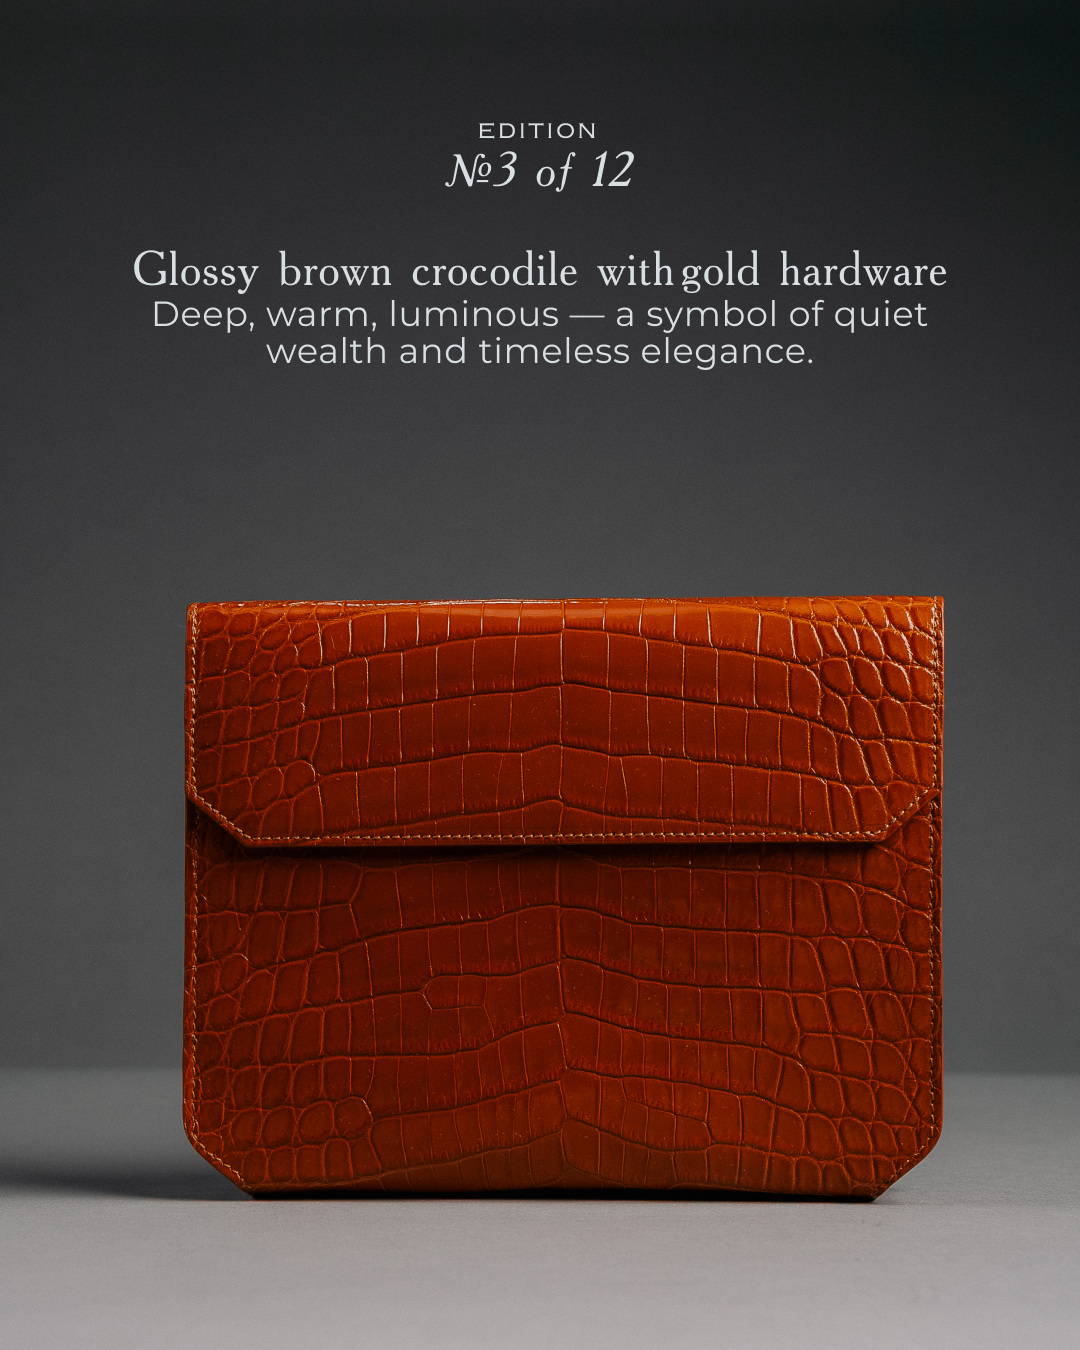 EDITION
№3 of 12
Glossy brown crocodile with gold hardware
Deep, warm, luminous — a symbol of quiet
wealth and timeless elegance.